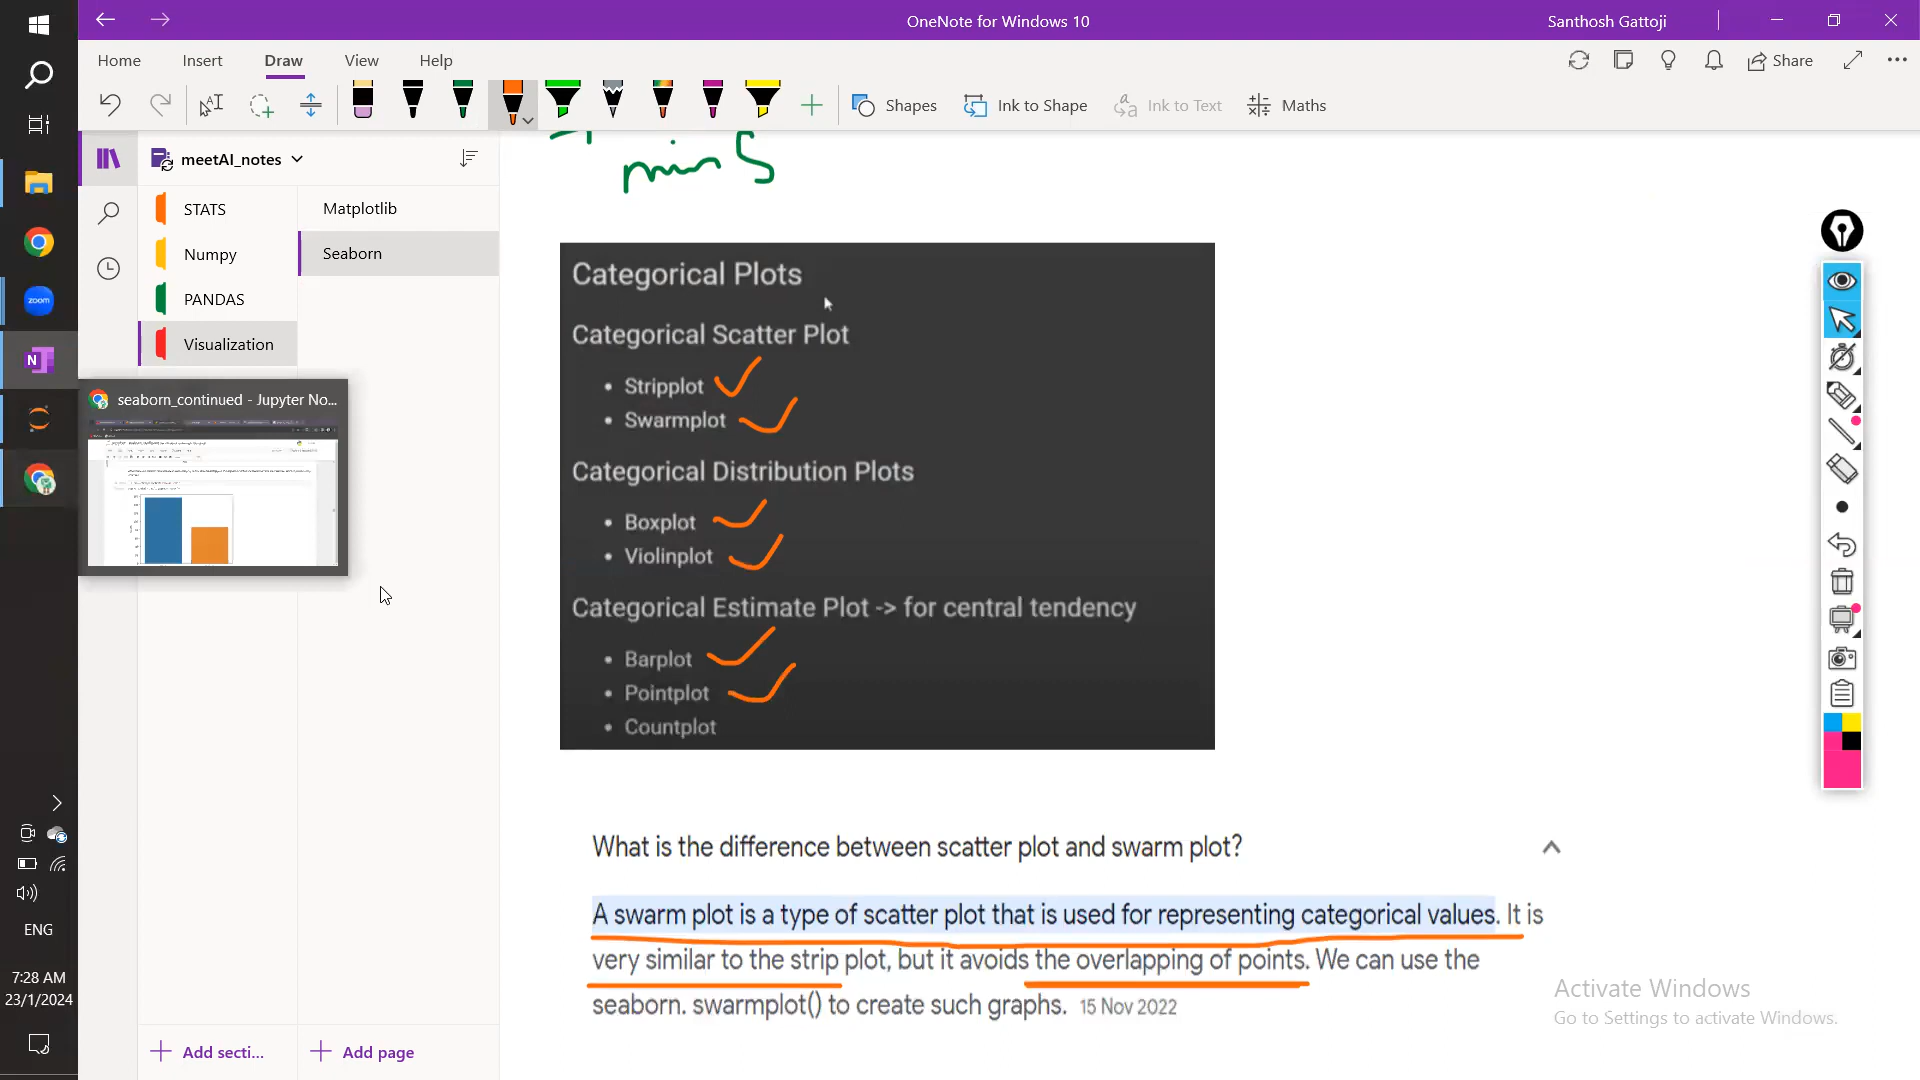 OneNote for Windows 10
Santhosh Gattoji
Home Insert Draw View Help
Share
Shapes
Ink to Shape
Ink to Text
Maths
meetAI_notes
STATS
Numpy
PANDAS
Visualization
Matplotlib
Seaborn
zoom
N
seaborn_continued - Jupyter No...
min S
Categorical Plots
Categorical Scatter Plot
• Stripplot
• Swarmplot
Categorical Distribution Plots
• Boxplot
• Violinplot
Categorical Estimate Plot -> for central tendency
• Barplot
• Pointplot
• Countplot
What is the difference between scatter plot and swarm plot?
A swarm plot is a type of scatter plot that is used for representing categorical values. It is
very similar to the strip plot, but it avoids the overlapping of points. We can use the
seaborn. swarmplot() to create such graphs. 15 Nov 2022
Activate Windows
Go to Settings to activate Windows.
ENG
7:28 AM
23/1/2024
Add secti...
Add page